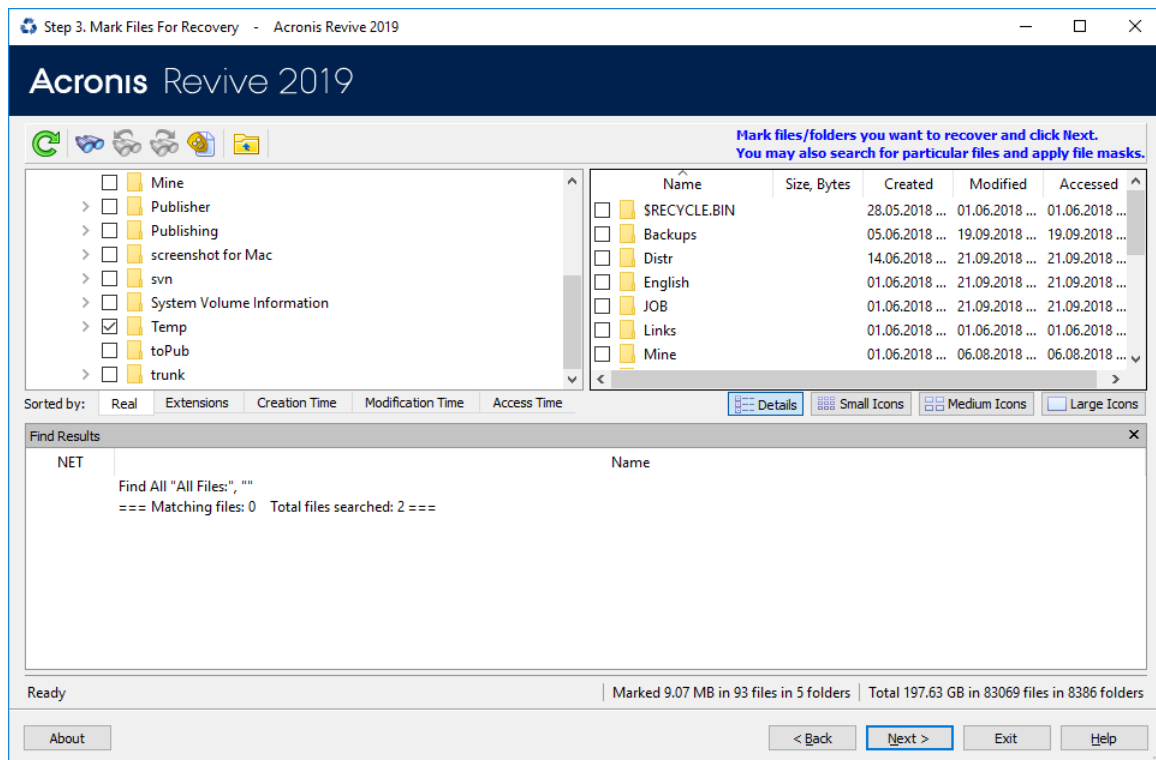 Step 3. Mark Files For Recovery - Acronis Revive 2019
Acronis Revive 2019
Mark files/folders you want to recover and click Next.
You may also search for particular files and apply file masks.
Mine
Publisher
Publishing
screenshot for Mac
svn
System Volume Information
Temp
toPub
trunk
Name Size, Bytes Created Modified Accessed
$RECYCLE.BIN 28.05.2018 ... 01.06.2018 ... 01.06.2018 ...
Backups 05.06.2018 ... 19.09.2018 ... 19.09.2018 ...
Distr 14.06.2018 ... 21.09.2018 ... 21.09.2018 ...
English 01.06.2018 ... 21.09.2018 ... 21.09.2018 ...
JOB 01.06.2018 ... 21.09.2018 ... 21.09.2018 ...
Links 01.06.2018 ... 01.06.2018 ... 01.06.2018 ...
Mine 01.06.2018 ... 06.08.2018 ... 06.08.2018 ...
Sorted by: Real Extensions Creation Time Modification Time Access Time
Details Small Icons Medium Icons Large Icons
Find Results
NET Name
Find All "All Files:", ""
=== Matching files: 0 Total files searched: 2 ===
Ready Marked 9.07 MB in 93 files in 5 folders Total 197.63 GB in 83069 files in 8386 folders
About < Back Next > Exit Help